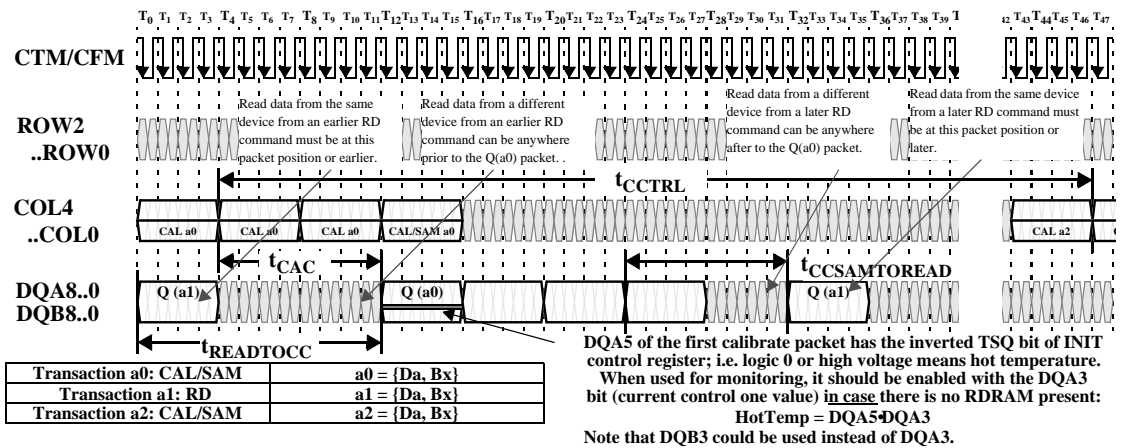 T0 T1 T2 T3 T4 T5 T6 T7 T8 T9 T10 T11 T12 T13 T14 T15 T16 T17 T18 T19 T20 T21 T22 T23 T24 T25 T26 T27 T28 T29 T30 T31 T32 T33 T34 T35 T36 T37 T38 T39 T 42 T43 T44 T45 T46 T47
CTM/CFM
Read data from the same
device from an earlier RD
command must be at this
packet position or earlier.
Read data from a different
device from an earlier RD
command can be anywhere
prior to the Q(a0) packet. .
Read data from a different
device from a later RD
command can be anywhere
after to the Q(a0) packet.
Read data from the same device
from a later RD command must
be at this packet position or
later.
ROW2
..ROW0
tCCTRL
COL4
..COL0
CAL a0 CAL a0 CAL a0 CAL/SAM a0 CAL a2
tCAC
tCCSAMTOREAD
DQA8..0
DQB8..0
Q (a1) Q (a0) Q (a1)
tREADTOCC
Transaction a0: CAL/SAM a0 = {Da, Bx}
Transaction a1: RD a1 = {Da, Bx}
Transaction a2: CAL/SAM a2 = {Da, Bx}
DQA5 of the first calibrate packet has the inverted TSQ bit of INIT
control register; i.e. logic 0 or high voltage means hot temperature.
When used for monitoring, it should be enabled with the DQA3
bit (current control one value) in case there is no RDRAM present:
HotTemp = DQA5•DQA3
Note that DQB3 could be used instead of DQA3.